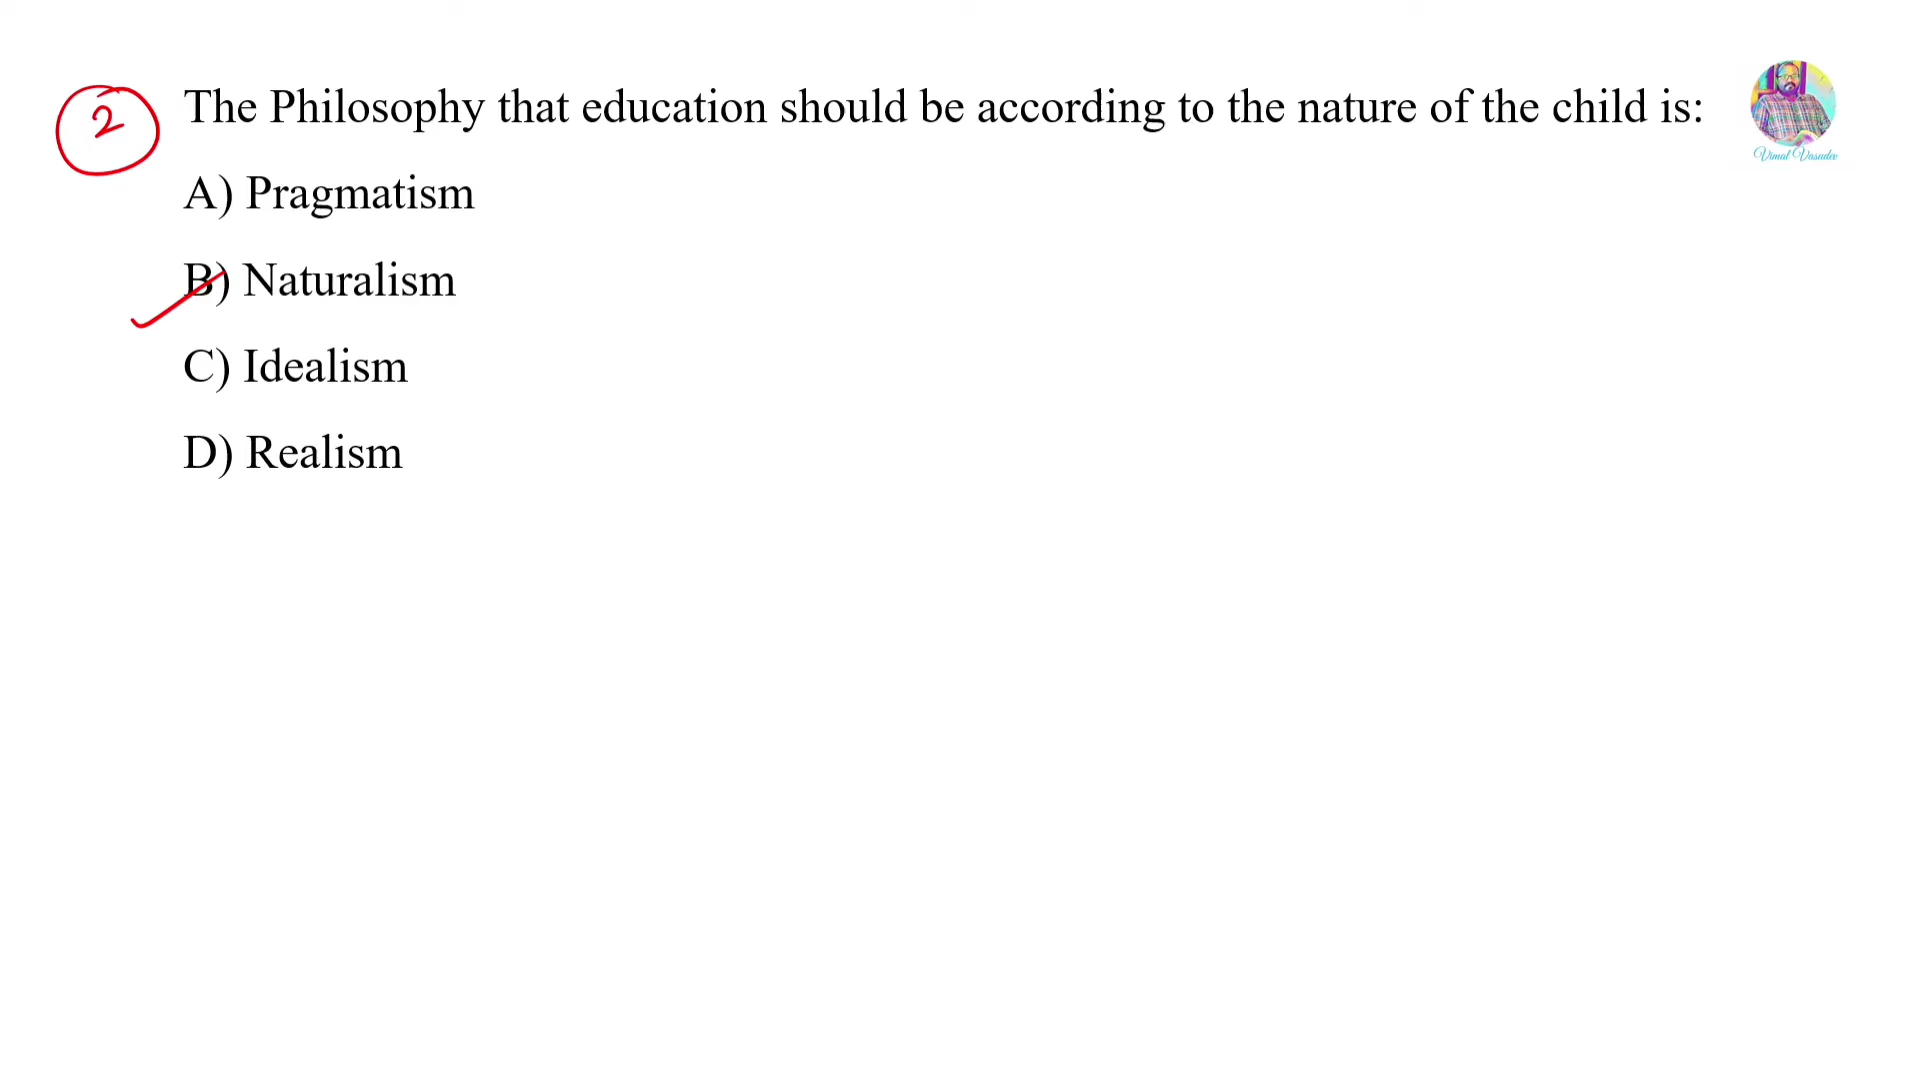 2 The Philosophy that education should be according to the nature of the child is:
Vimal Vasudev
A) Pragmatism
B) Naturalism
C) Idealism
D) Realism